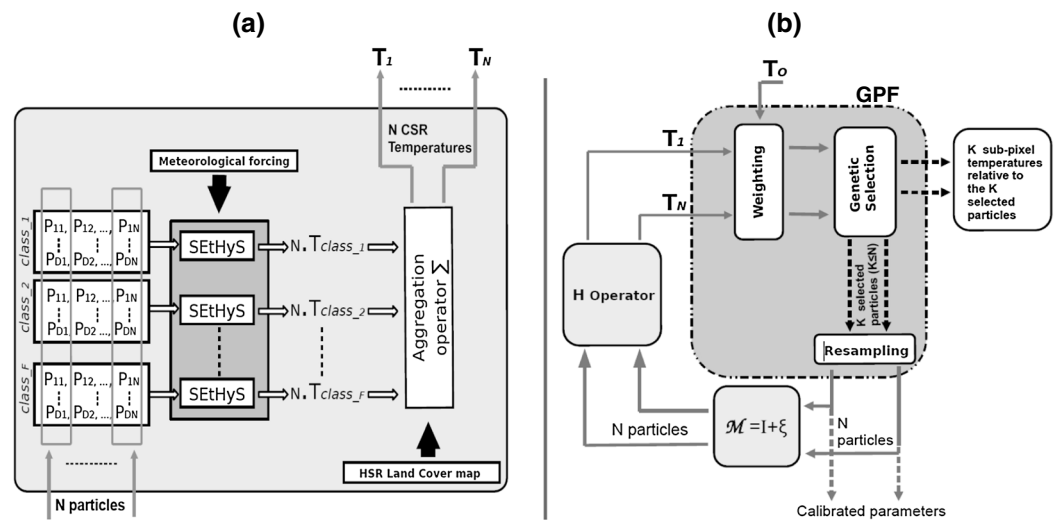 (a)
(b)
T1
TN
N CSR
Temperatures
Meteorological forcing
class_1
P11, P12, ..., P1N
PD1, PD2, ..., PDN
SEtHyS
N.Tclass_1
class_2
P11, P12, ..., P1N
PD1, PD2 ..., PDN
SEtHyS
N.Tclass_2
class_F
P11, P12, ..., P1N
PD1, PD2, ..., PDN
SEtHyS
N.Tclass_F
Aggregation
operator Σ
HSR Land Cover map
N particles
To
GPF
T1
TN
Weighting
Genetic
Selection
K sub-pixel
temperatures
relative to
the K
selected
particles
H Operator
K selected
particles (K≤N)
Resampling
N particles
ℳ =I+ξ
N
particles
Calibrated parameters